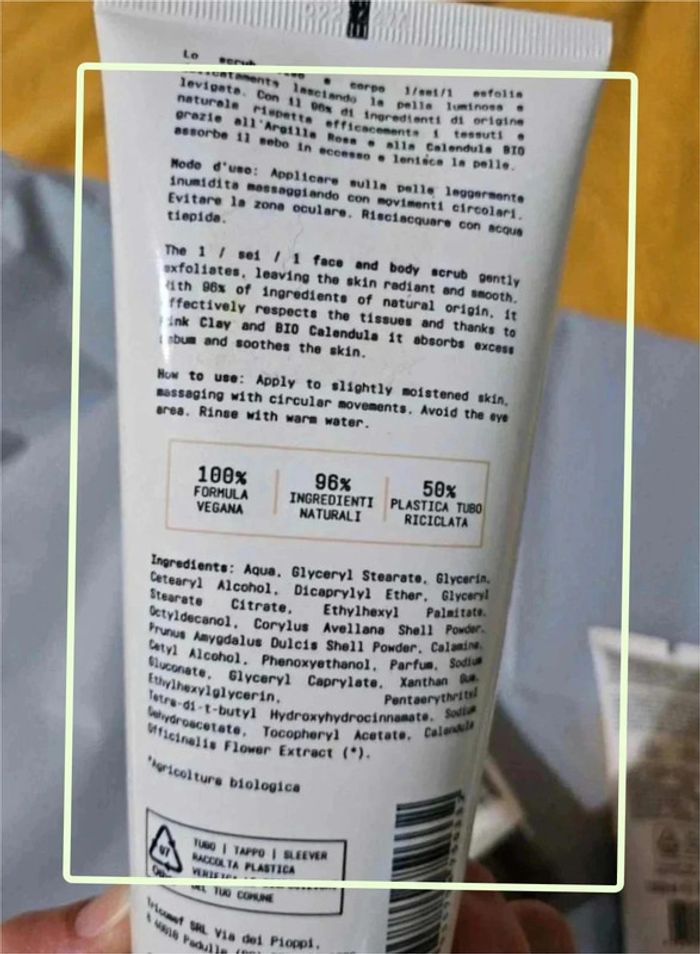 Lo scrub viso e corpo 1/sei/1 esfolia
delicatamente lasciando la pelle luminosa e
levigata. Con il 96% di ingredienti di origine
naturale rispetta efficacemente i tessuti e
grazie all'Argilla Rosa e alla Calendula BIO
assorbe il sebo in eccesso e lenisce la pelle.
Modo d'uso: Applicare sulla pelle leggermente
inumidita massaggiando con movimenti circolari.
Evitare la zona oculare. Risciacquare con acqua
tiepida.
The 1 / sei / 1 face and body scrub gently
exfoliates, leaving the skin radiant and smooth.
With 96% of ingredients of natural origin, it
effectively respects the tissues and thanks to
Pink Clay and BIO Calendula it absorbs excess
sebum and soothes the skin.
How to use: Apply to slightly moistened skin,
massaging with circular movements. Avoid the eye
area. Rinse with warm water.
100%
FORMULA
VEGANA
96%
INGREDIENTI
NATURALI
50%
PLASTICA TUBO
RICICLATA
Ingredients: Aqua, Glyceryl Stearate, Glycerin,
Cetearyl Alcohol, Dicaprylyl Ether, Glyceryl
Stearate Citrate, Ethylhexyl Palmitate,
Octyldecanol, Corylus Avellana Shell Powder,
Prunus Amygdalus Dulcis Shell Powder, Calamine,
Cetyl Alcohol, Phenoxyethanol, Parfum, Sodium
Gluconate, Glyceryl Caprylate, Xanthan Gum,
Ethylhexylglycerin, Pentaerythrityl
Tetra-di-t-butyl Hydroxyhydrocinnamate, Sodium
Dehydroacetate, Tocopheryl Acetate, Calendula
Officinalis Flower Extract (*).
*Agricoltura biologica
07
TUBO | TAPPO | SLEEVER
RACCOLTA PLASTICA
VERIFICA LE DISPOSIZIONI
DEL TUO COMUNE
Tricomef SRL Via dei Pioppi,